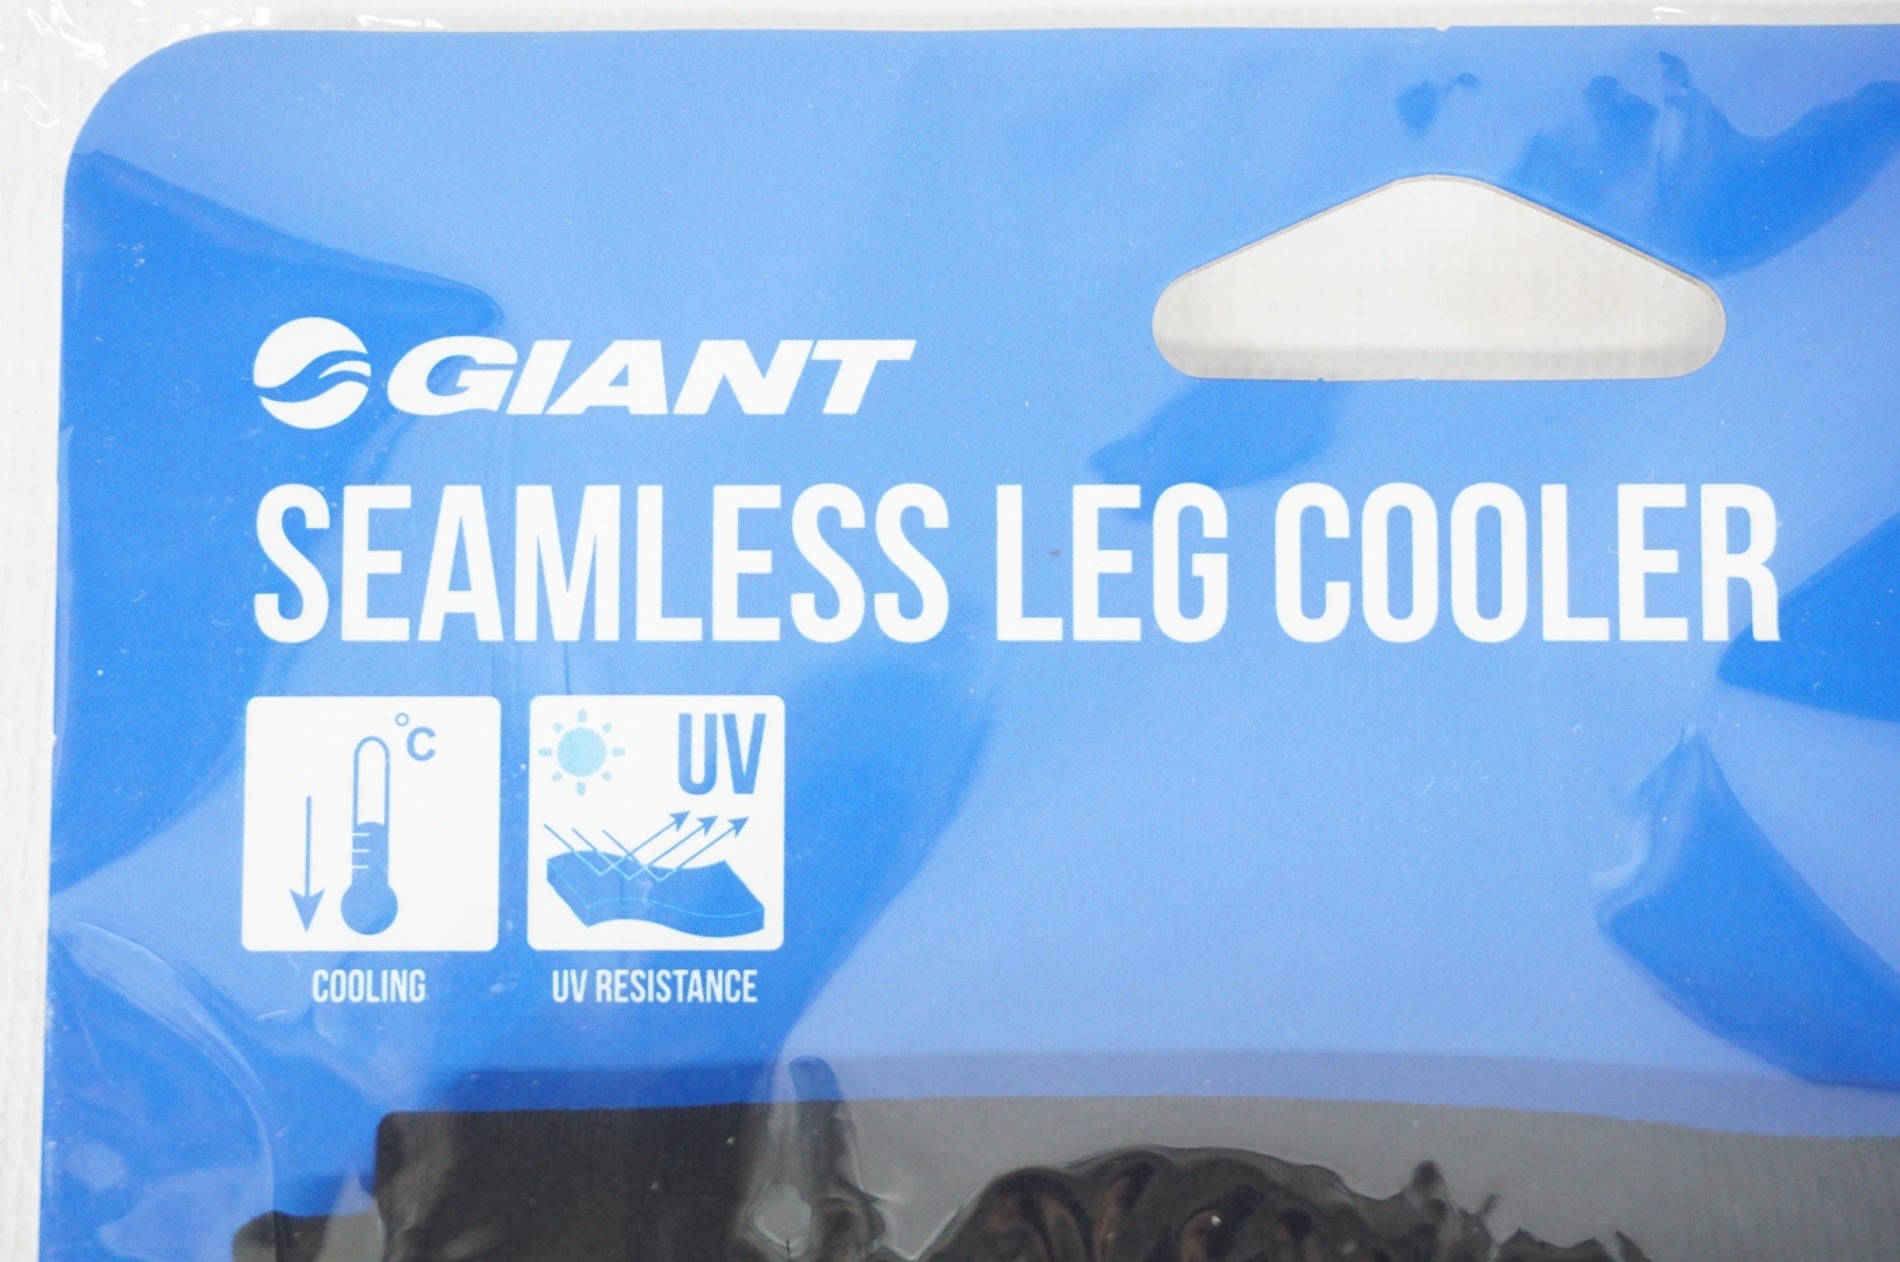 GIANT
SEAMLESS LEG COOLER
°C
UV
COOLING
UV RESISTANCE